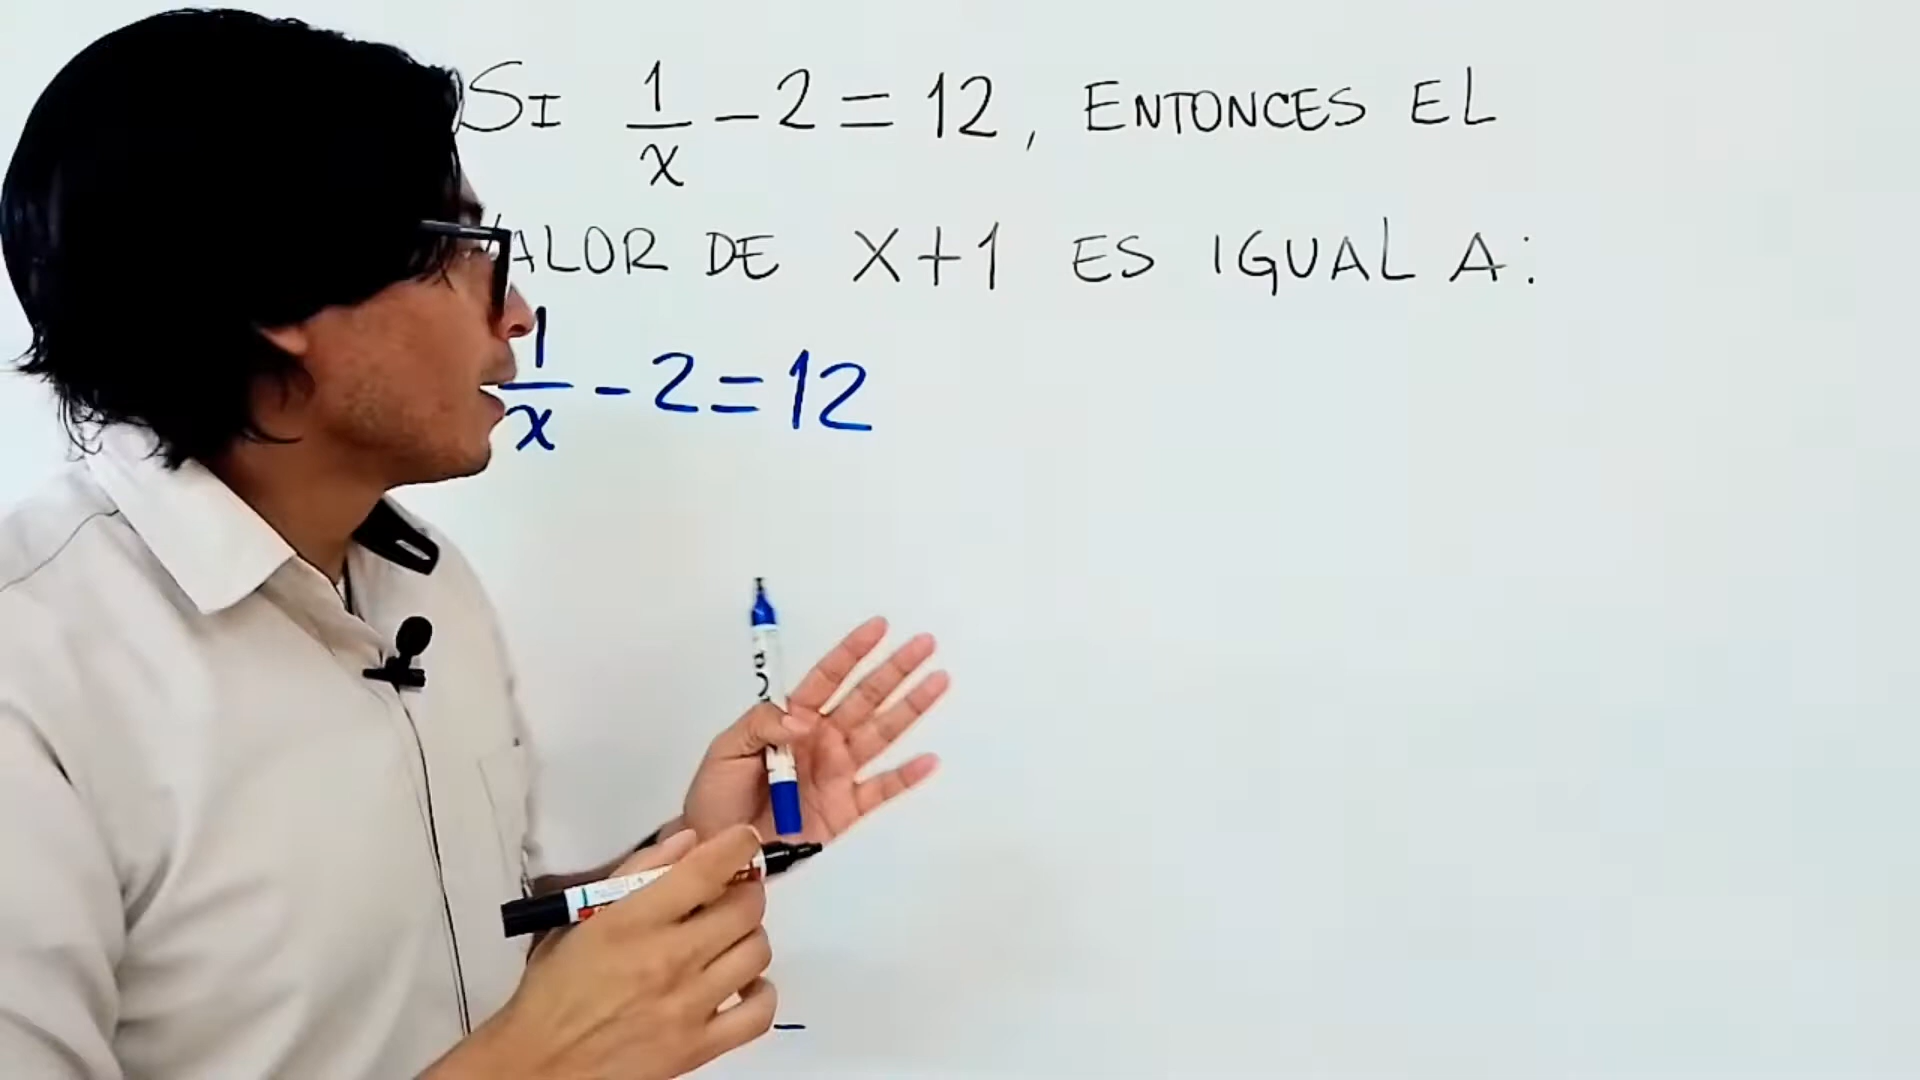 SI 1/x - 2 = 12, ENTONCES EL
VALOR DE x+1 ES IGUAL A:
1/x - 2 = 12